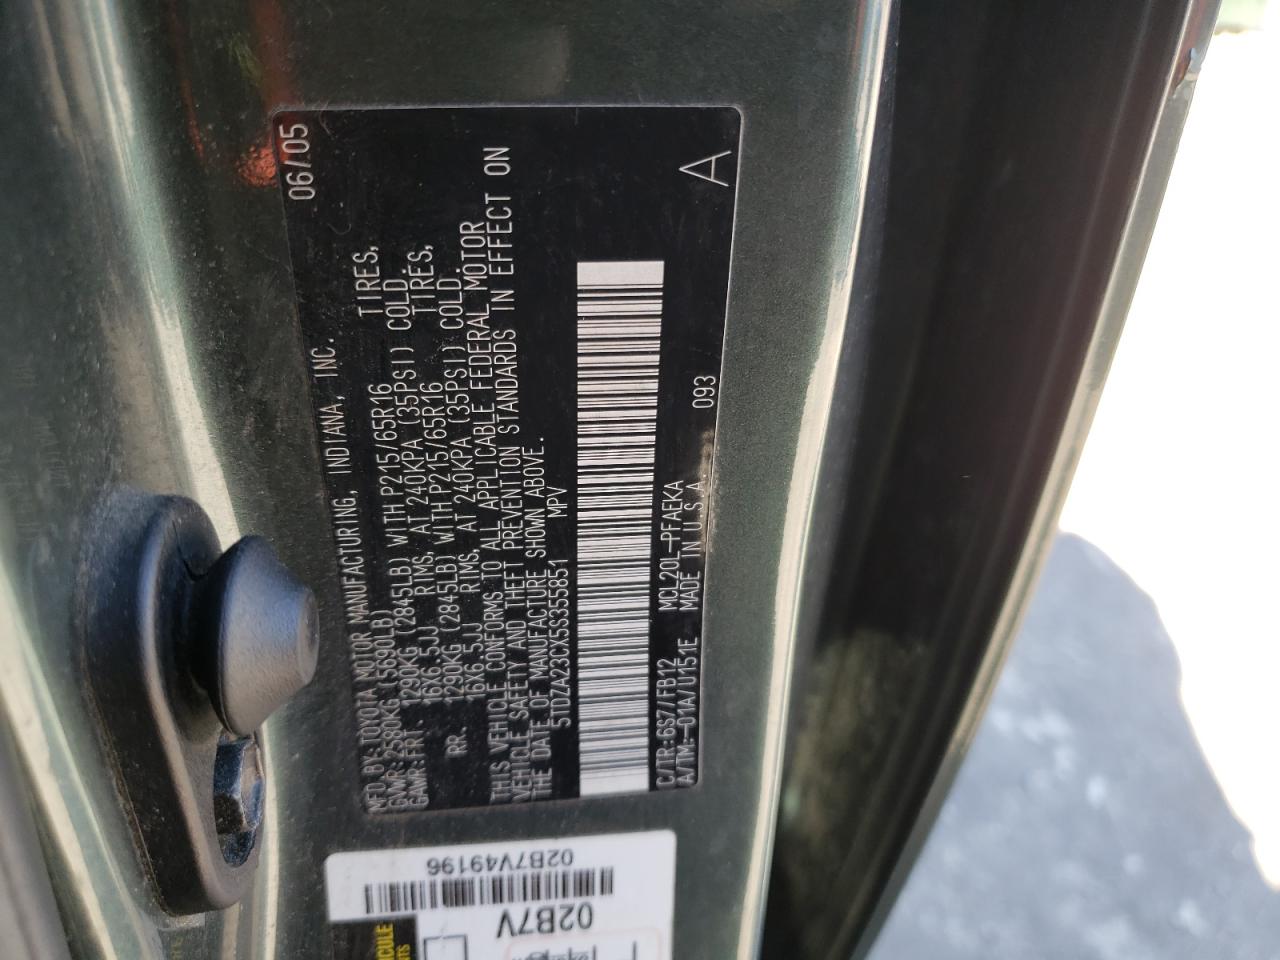 MFD BY: TOYOTA MOTOR MANUFACTURING, INDIANA, INC. 06/05
GVWR: 2580KG (5690LB)
GAWR: FRT. 1290KG (2845LB) WITH P215/65R16 TIRES,
16X6.5JJ RIMS, AT 240KPA (35PSI) COLD.
RR. 1290KG (2845LB) WITH P215/65R16 TIRES,
16X6.5JJ RIMS, AT 240KPA (35PSI) COLD.
THIS VEHICLE CONFORMS TO ALL APPLICABLE FEDERAL MOTOR
VEHICLE SAFETY AND THEFT PREVENTION STANDARDS IN EFFECT ON
THE DATE OF MANUFACTURE SHOWN ABOVE.
5TDZA23CX5S355851 MPV
C/TR: 6S7/FB12 MCL20L-PFAEKA 093
A/TM: -01A/U151E MADE IN U.S.A. A
02B7V49196
02B7V